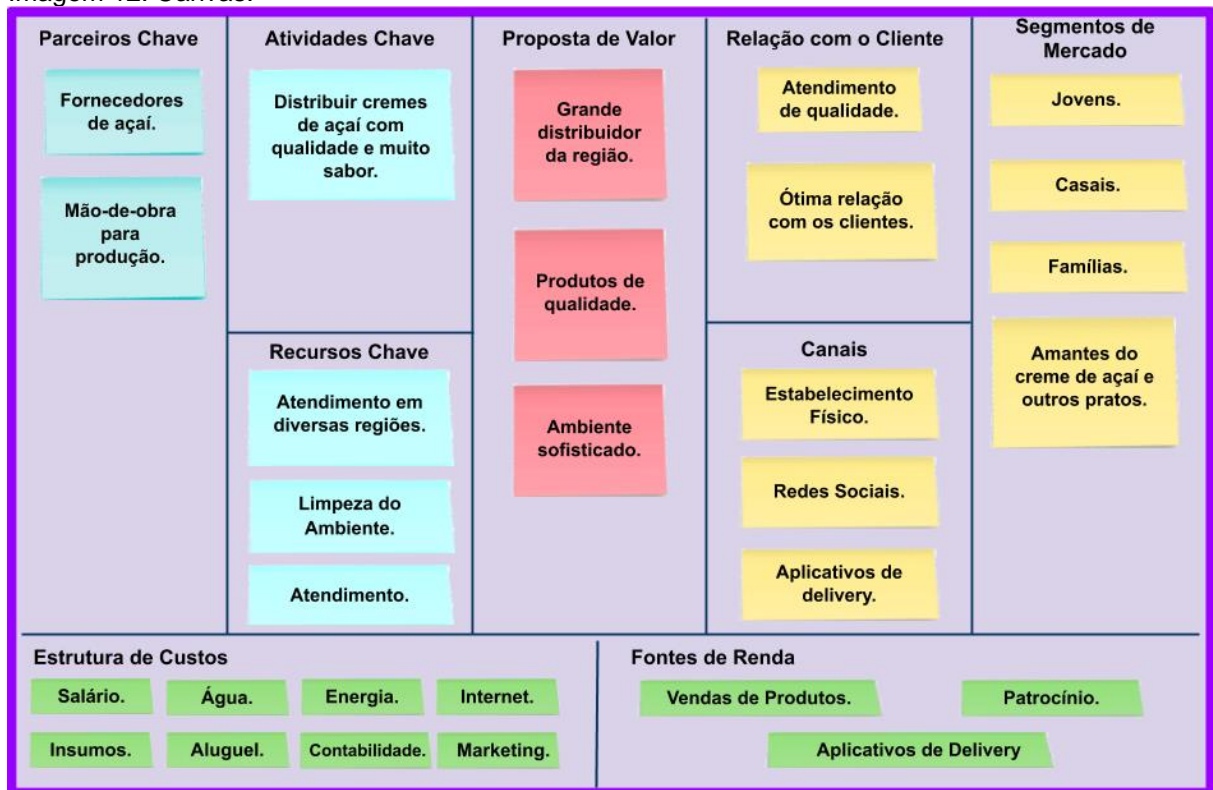 Imagem 12: Canvas.
Parceiros Chave
Fornecedores
de açaí.
Mão-de-obra
para
produção.
Atividades Chave
Distribuir cremes
de açaí com
qualidade e muito
sabor.
Recursos Chave
Atendimento em
diversas regiões.
Limpeza do
Ambiente.
Atendimento.
Proposta de Valor
Grande
distribuidor
da região.
Produtos de
qualidade.
Ambiente
sofisticado.
Relação com o Cliente
Atendimento
de qualidade.
Ótima relação
com os clientes.
Canais
Estabelecimento
Físico.
Redes Sociais.
Aplicativos de
delivery.
Segmentos de
Mercado
Jovens.
Casais.
Famílias.
Amantes do
creme de açaí e
outros pratos.
Estrutura de Custos
Salário.
Água.
Energia.
Internet.
Insumos.
Aluguel.
Contabilidade.
Marketing.
Fontes de Renda
Vendas de Produtos.
Patrocínio.
Aplicativos de Delivery